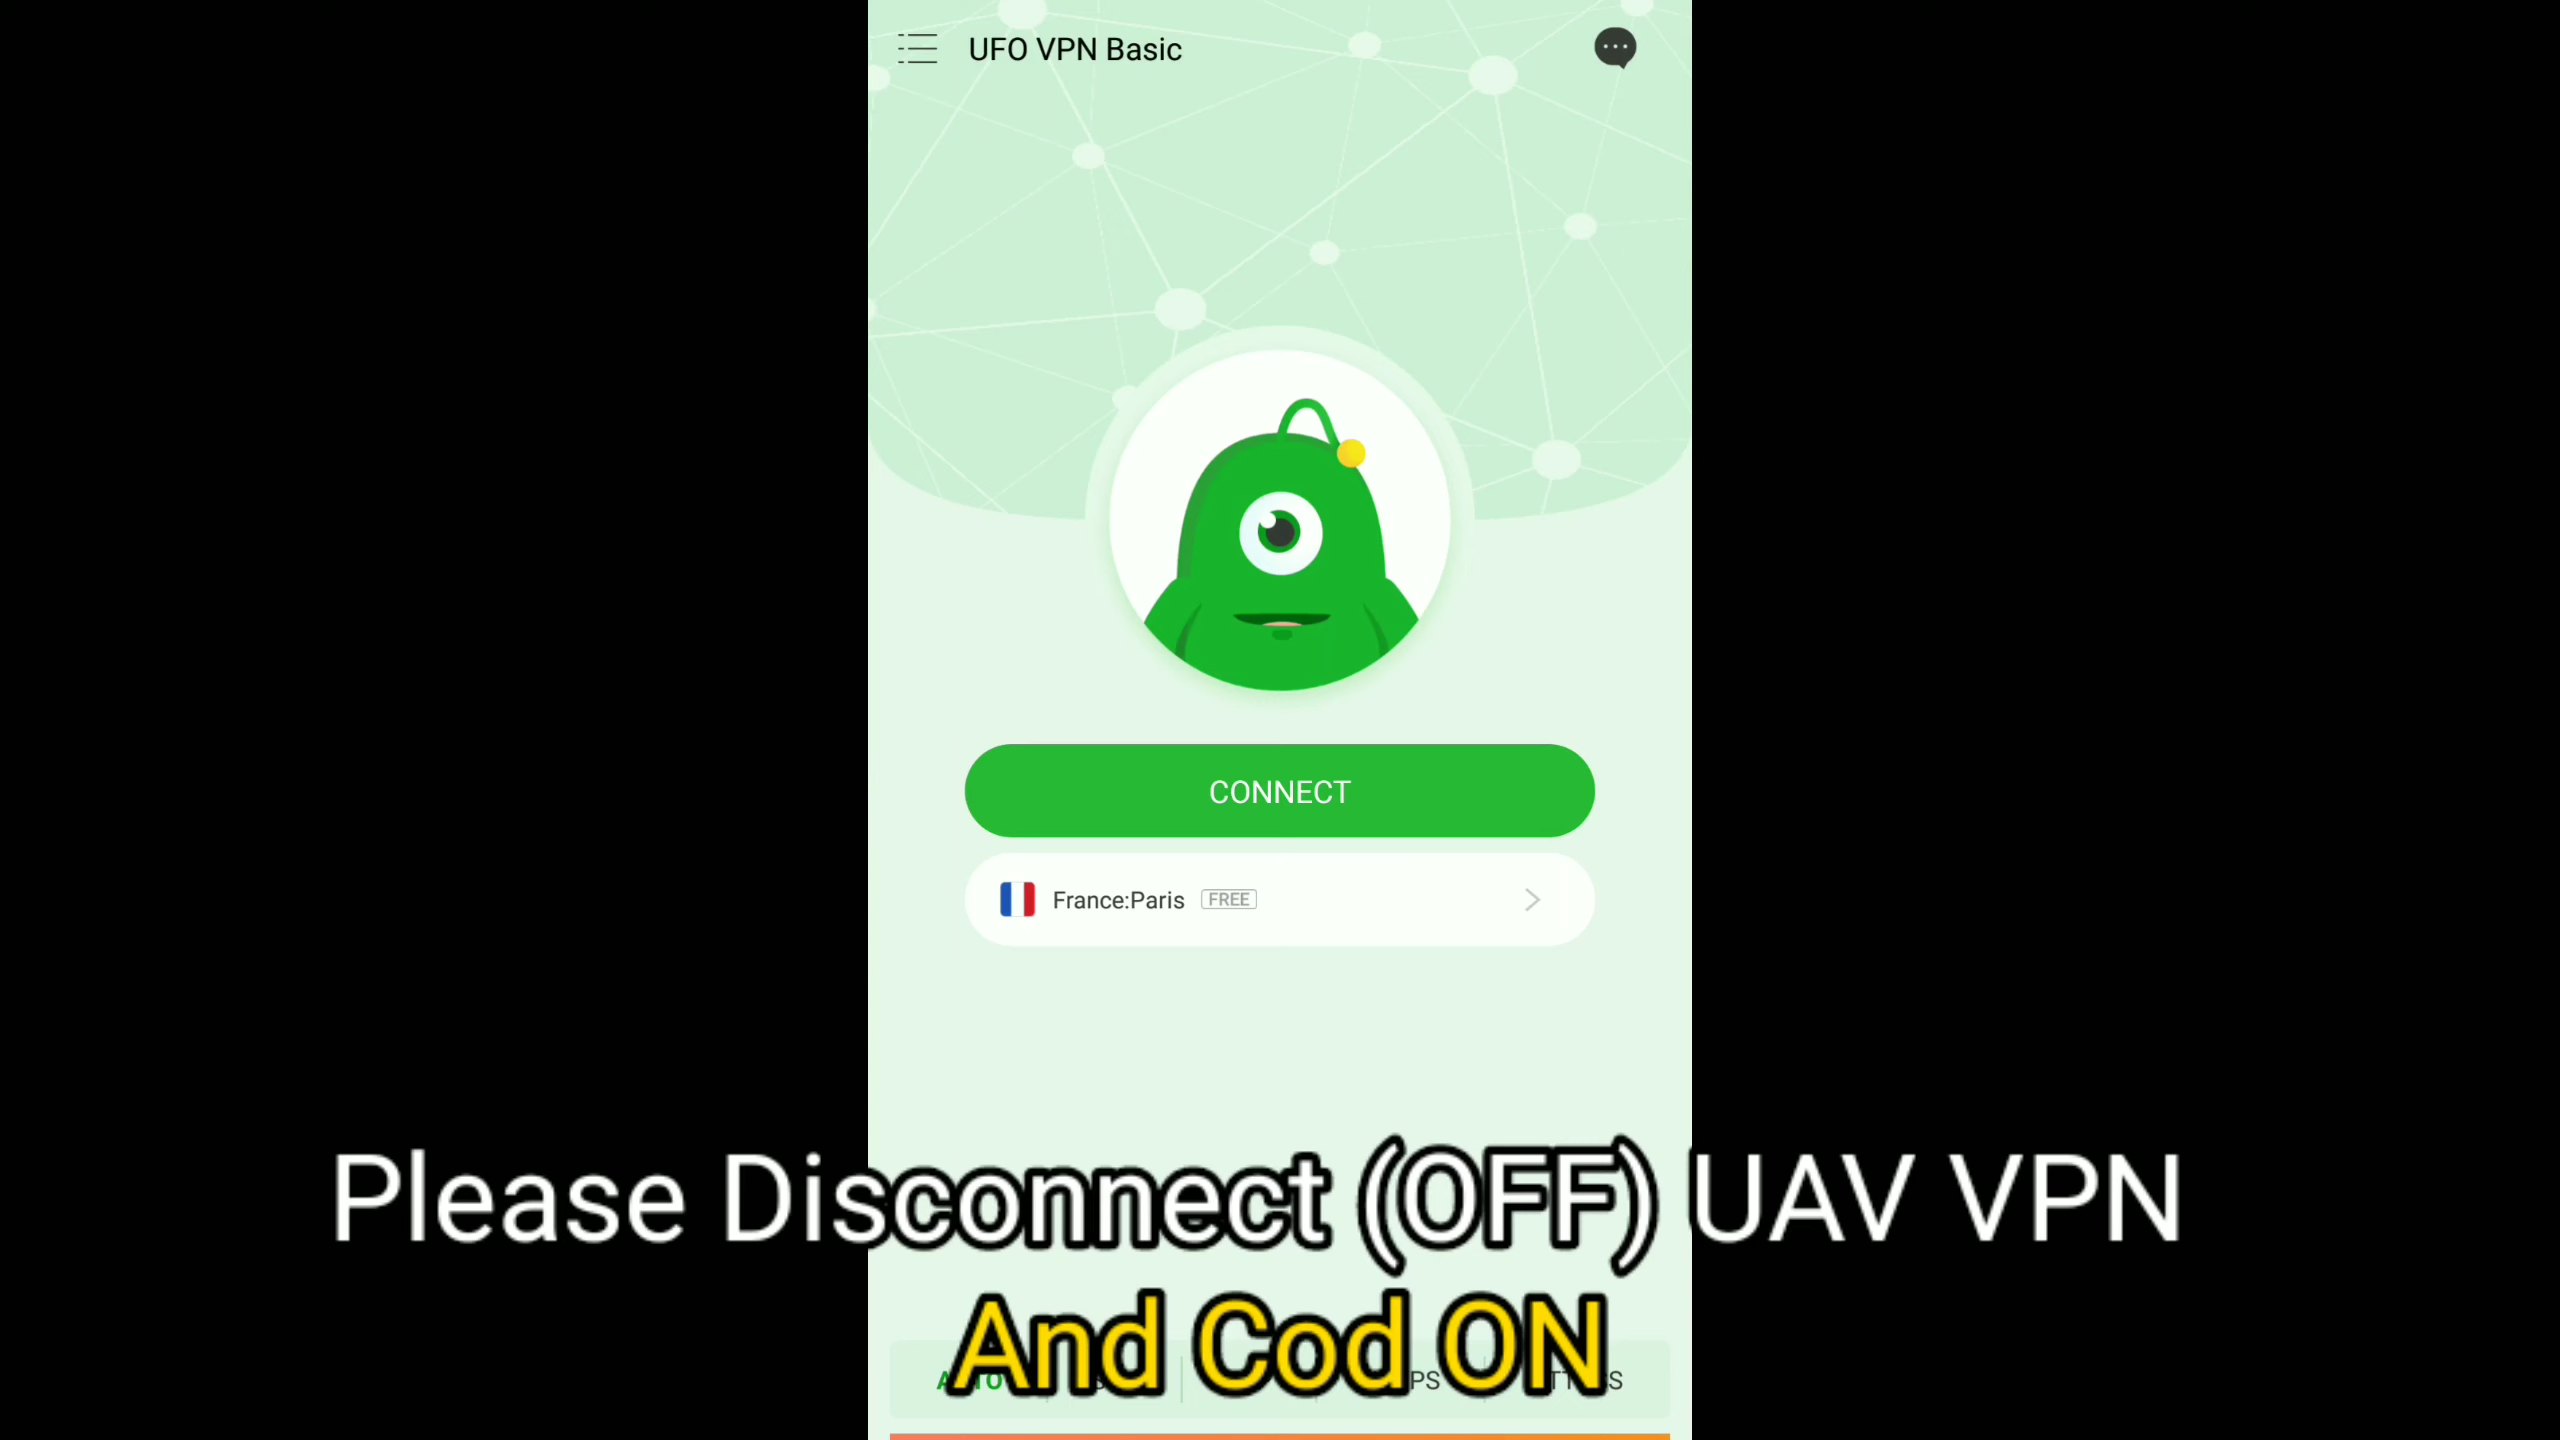 UFO VPN Basic
CONNECT
France:Paris FREE
Please Disconnect (OFF) UAV VPN
And Cod ON